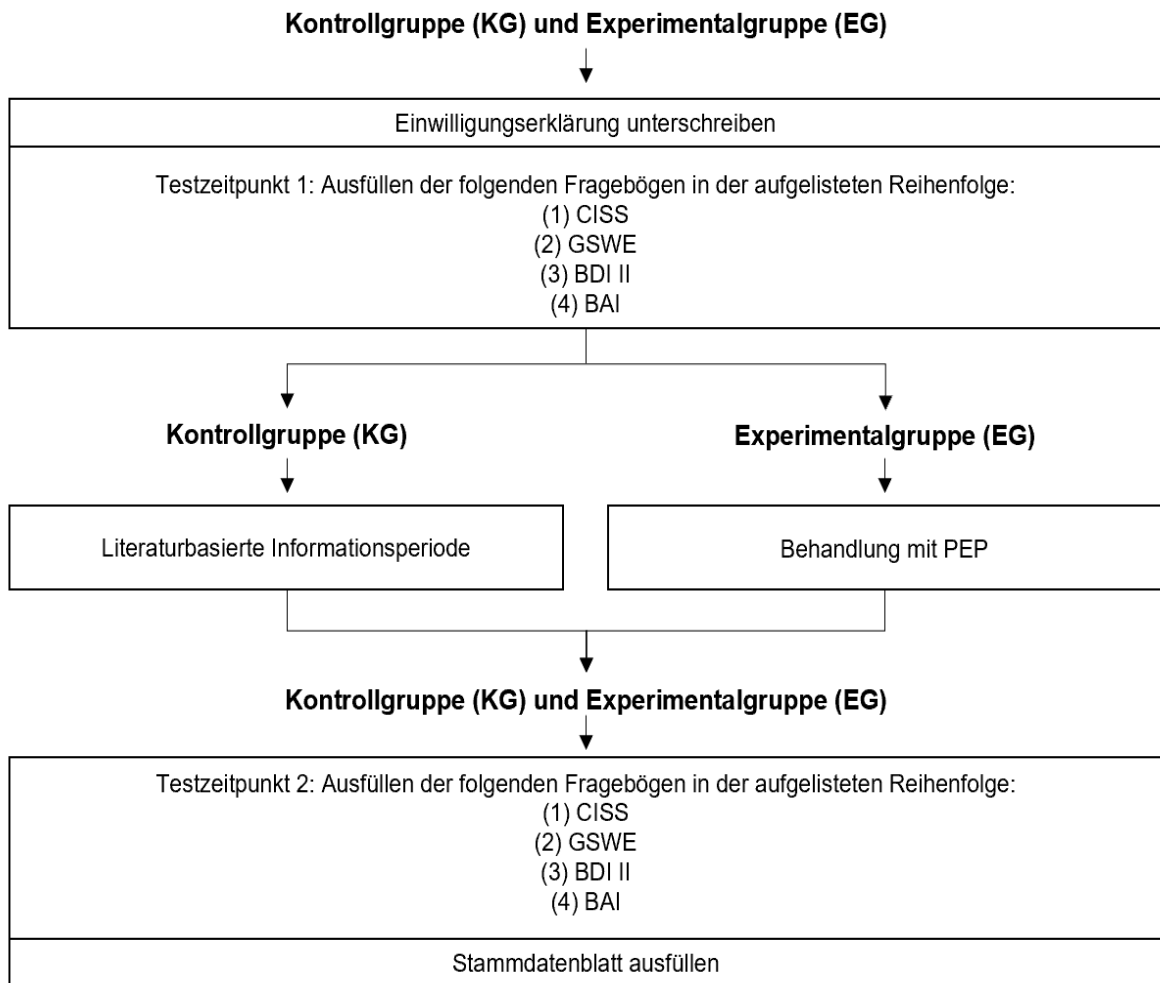 Kontrollgruppe (KG) und Experimentalgruppe (EG)
Einwilligungserklärung unterschreiben
Testzeitpunkt 1: Ausfüllen der folgenden Fragebögen in der aufgelisteten Reihenfolge:
(1) CISS
(2) GSWE
(3) BDI II
(4) BAI
Kontrollgruppe (KG)
Experimentalgruppe (EG)
Literaturbasierte Informationsperiode
Behandlung mit PEP
Kontrollgruppe (KG) und Experimentalgruppe (EG)
Testzeitpunkt 2: Ausfüllen der folgenden Fragebögen in der aufgelisteten Reihenfolge:
(1) CISS
(2) GSWE
(3) BDI II
(4) BAI
Stammdatenblatt ausfüllen